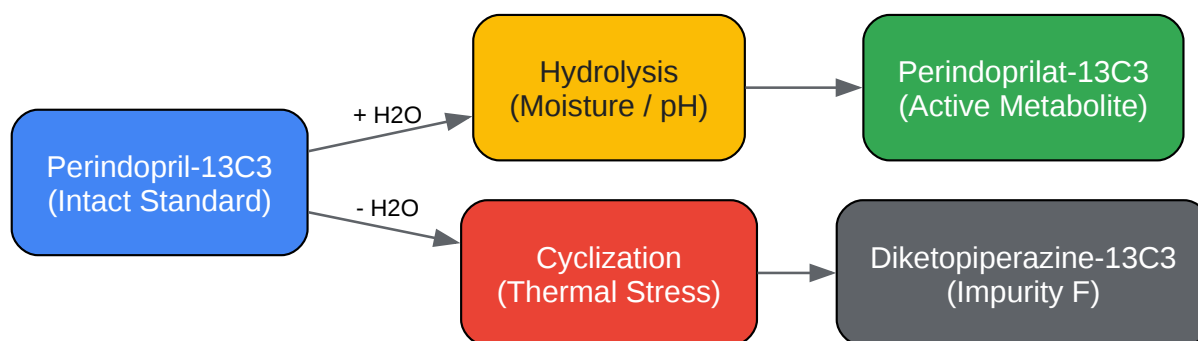 Perindopril-13C3
(Intact Standard)
+ H2O
Hydrolysis
(Moisture / pH)
Perindoprilat-13C3
(Active Metabolite)
- H2O
Cyclization
(Thermal Stress)
Diketopiperazine-13C3
(Impurity F)